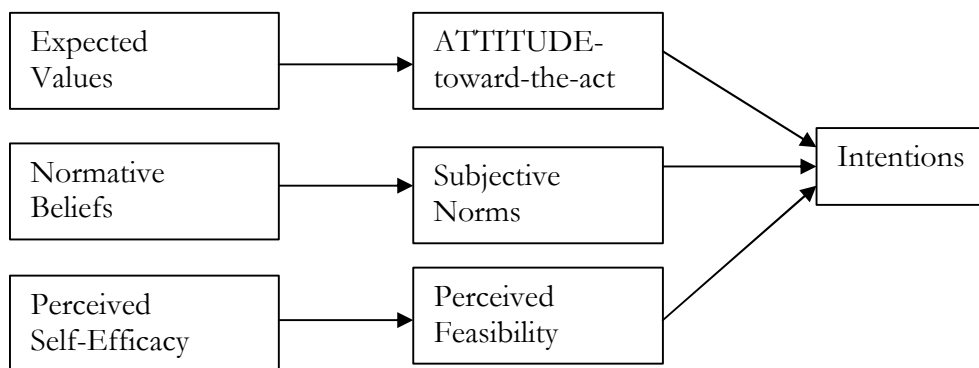 Expected
Values
ATTITUDE-
toward-the-act
Normative
Beliefs
Subjective
Norms
Intentions
Perceived
Self-Efficacy
Perceived
Feasibility